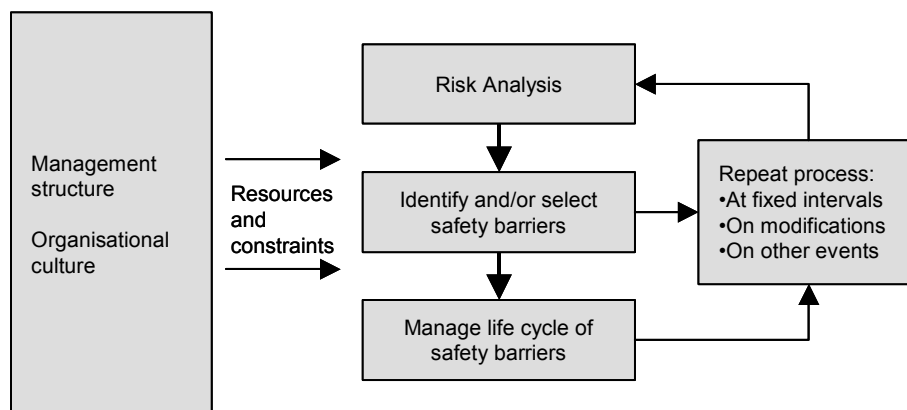 Management
structure
Organisational
culture
Resources
and
constraints
Risk Analysis
Identify and/or select
safety barriers
Manage life cycle of
safety barriers
Repeat process:
•At fixed intervals
•On modifications
•On other events